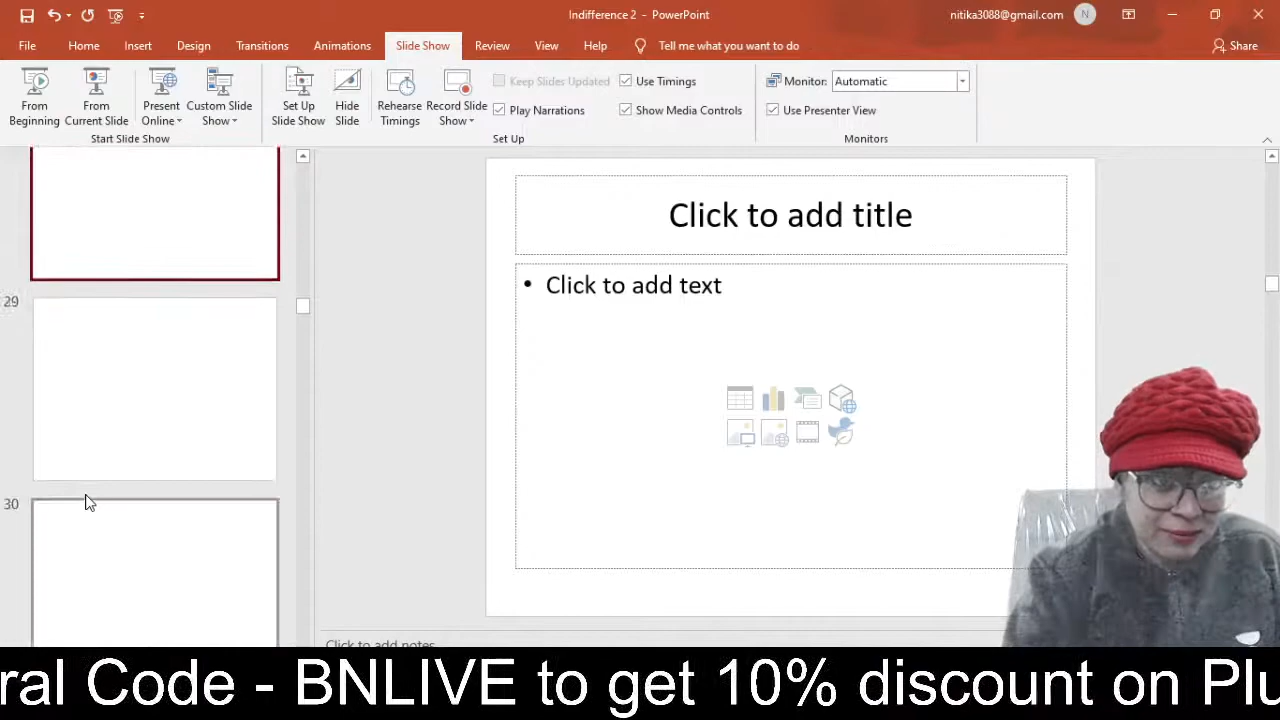 Indifference 2 - PowerPoint
nitika3088@gmail.com
N
File Home Insert Design Transitions Animations Slide Show Review View Help Tell me what you want to do Share
From Beginning
From Current Slide
Present Online
Custom Slide Show
Start Slide Show
Set Up Slide Show
Hide Slide
Rehearse Timings
Record Slide Show
Keep Slides Updated
Play Narrations
Use Timings
Show Media Controls
Set Up
Monitor: Automatic
Use Presenter View
Monitors
29
30
Click to add title
• Click to add text
Click to add notes
ral Code - BNLIVE to get 10% discount on Plu